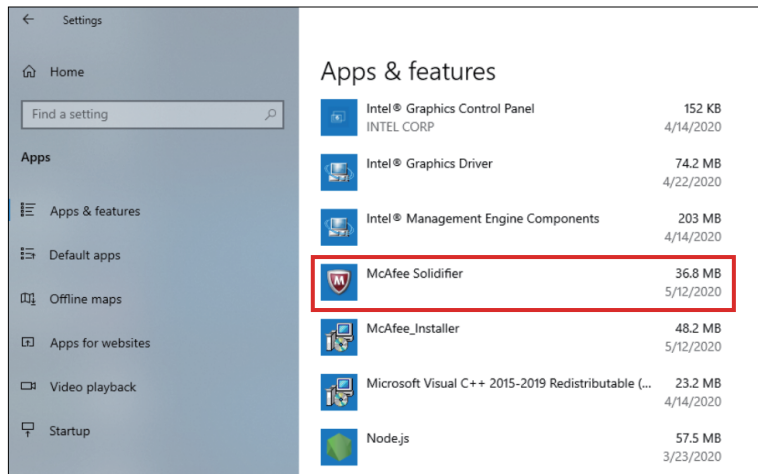 Settings
Home
Find a setting
Apps
Apps & features
Default apps
Offline maps
Apps for websites
Video playback
Startup
Apps & features
Intel® Graphics Control Panel 152 KB
INTEL CORP 4/14/2020
Intel® Graphics Driver 74.2 MB
4/22/2020
Intel® Management Engine Components 203 MB
4/14/2020
McAfee Solidifier 36.8 MB
5/12/2020
McAfee_Installer 48.2 MB
5/12/2020
Microsoft Visual C++ 2015-2019 Redistributable (... 23.2 MB
4/14/2020
Node.js 57.5 MB
3/23/2020